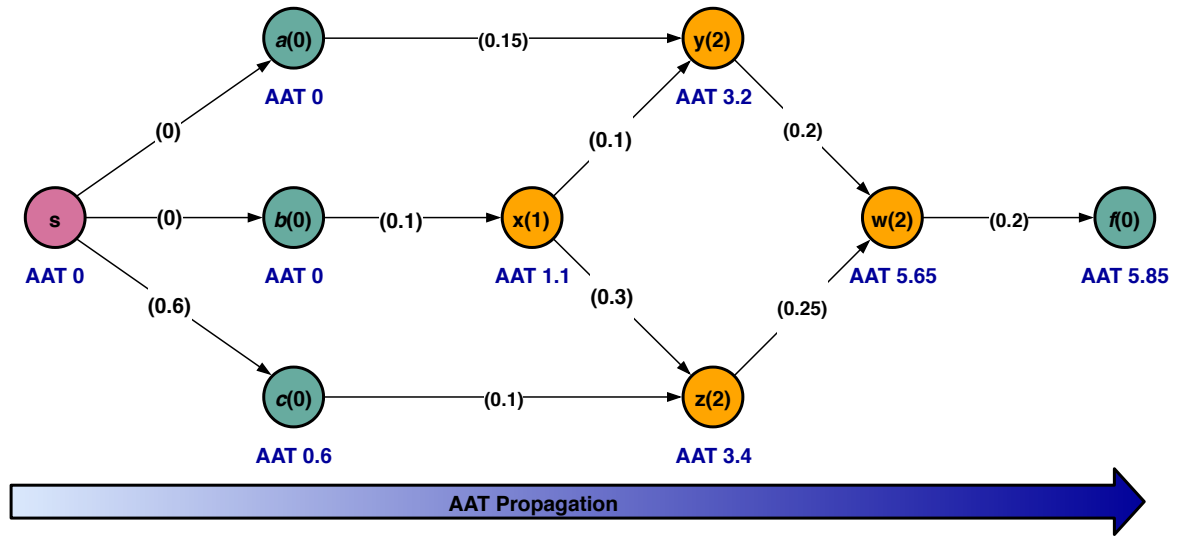 a(0)
(0.15)
y(2)
AAT 0
AAT 3.2
(0)
(0.1)
(0.2)
s
(0)
b(0)
(0.1)
x(1)
w(2)
(0.2)
f(0)
AAT 0
AAT 0
AAT 1.1
AAT 5.65
AAT 5.85
(0.6)
(0.3)
(0.25)
c(0)
(0.1)
z(2)
AAT 0.6
AAT 3.4
AAT Propagation